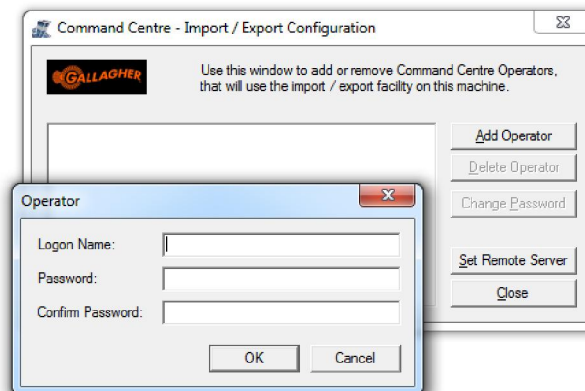 Command Centre - Import / Export Configuration
GALLAGHER
Use this window to add or remove Command Centre Operators,
that will use the import / export facility on this machine.
Add Operator
Delete Operator
Change Password
Set Remote Server
Close
Operator
Logon Name:
Password:
Confirm Password:
OK
Cancel